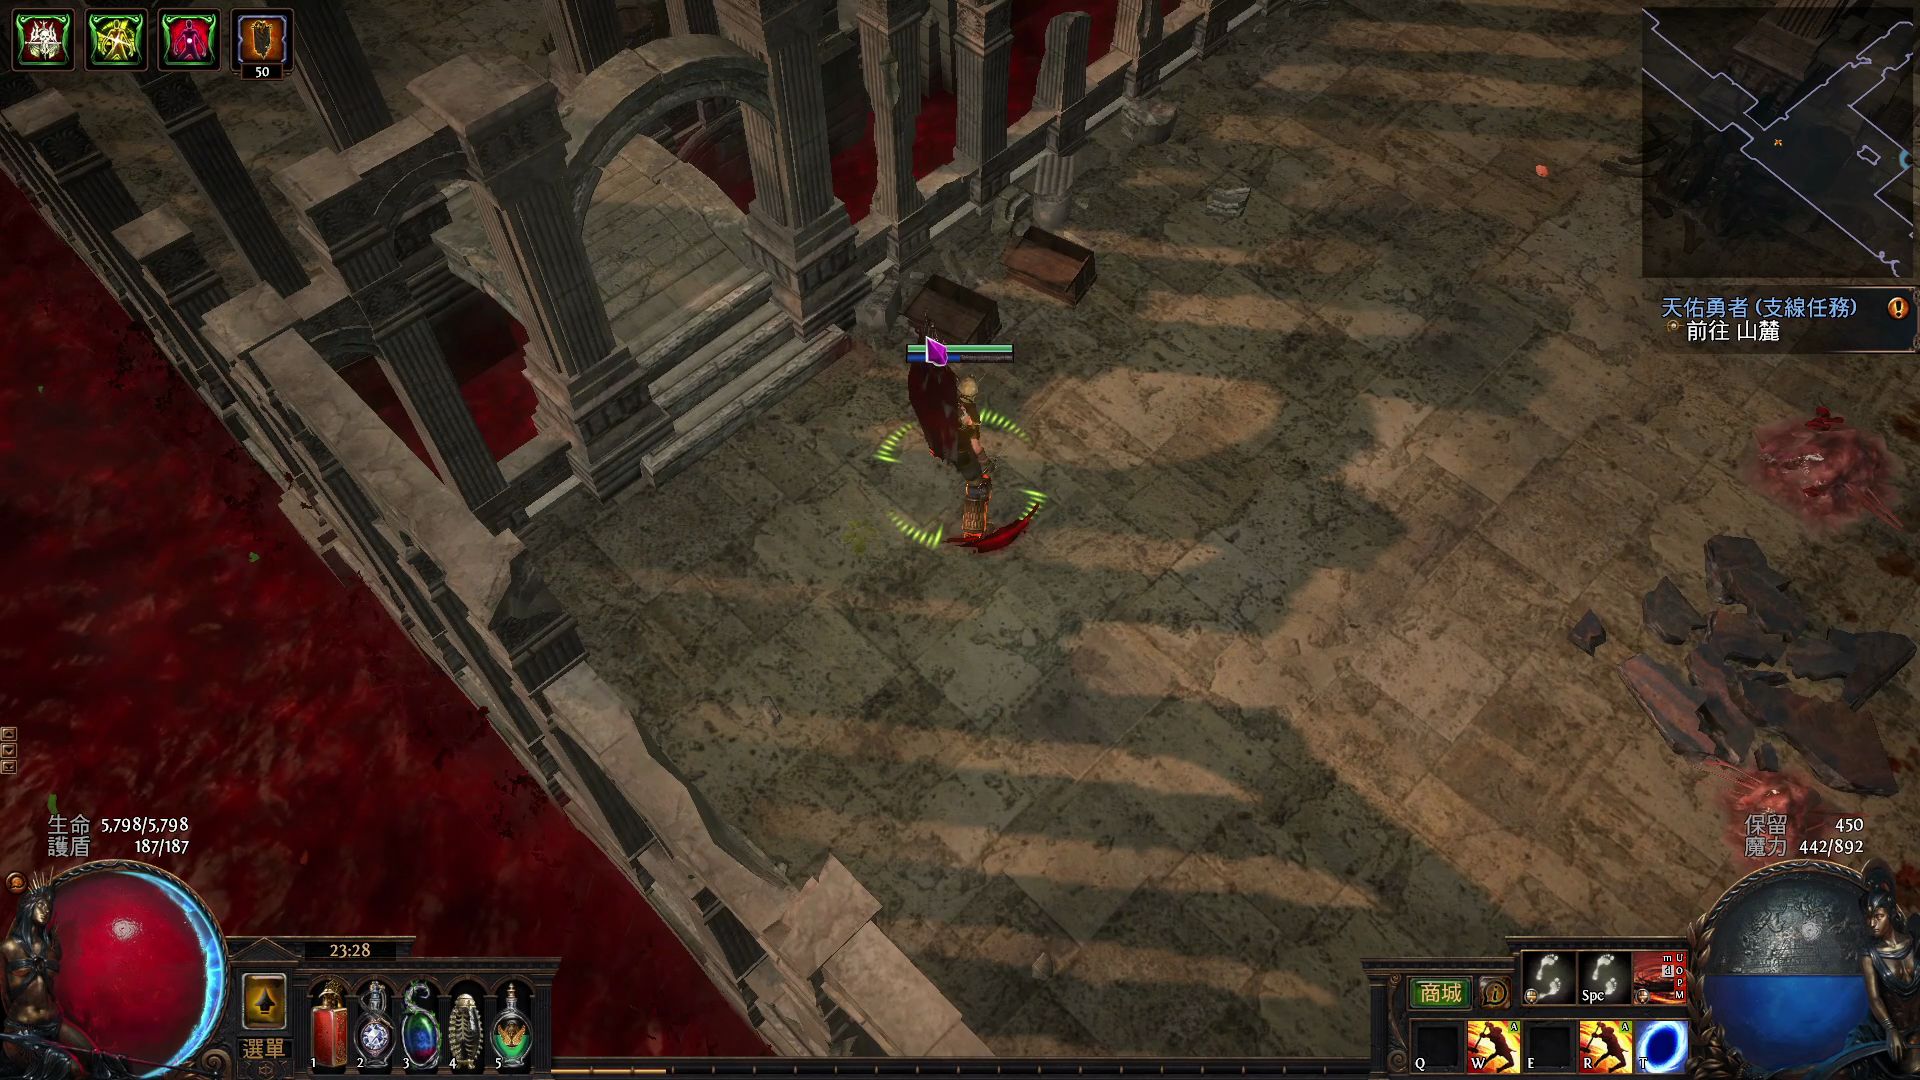 50
天佑勇者 (支線任務)
前往 山麓
生命 5,798/5,798
護盾 187/187
保留 450
魔力 442/892
23:28
選單
1
2
3
4
5
商城
Spc
Q
W
A
E
R
A
T